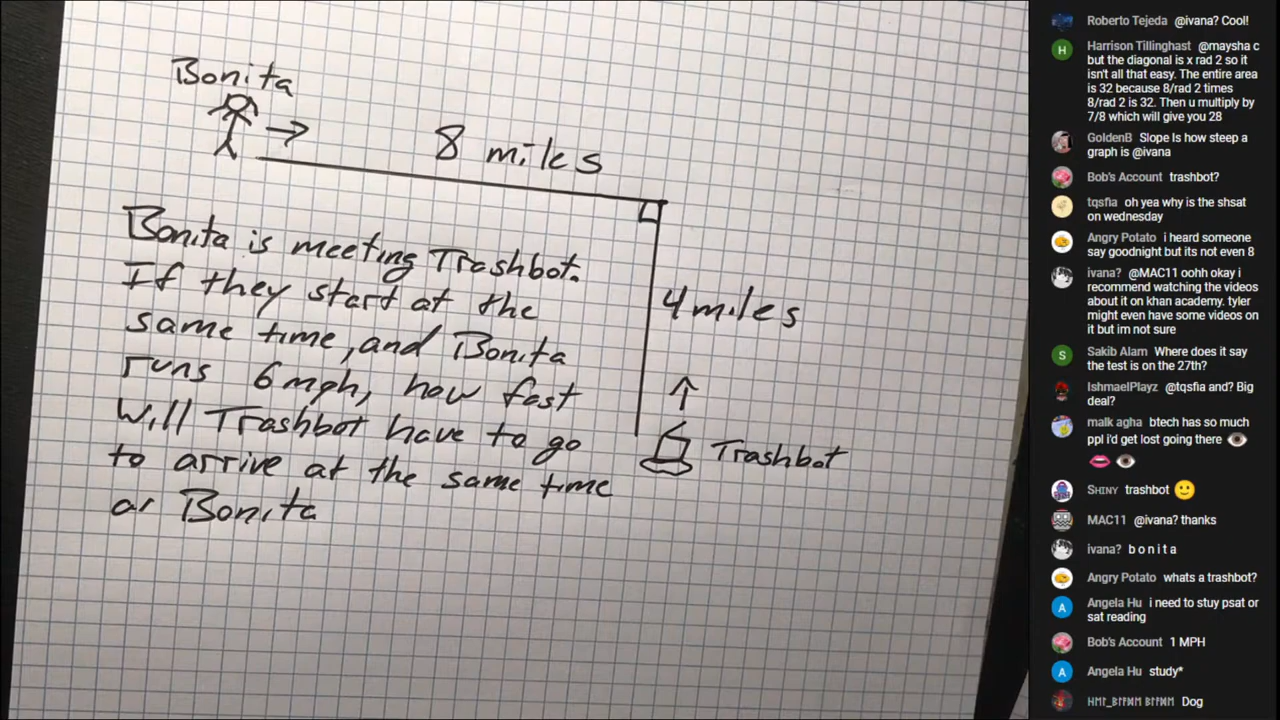 Bonita
8 miles
Bonita is meeting Trashbot.
If they start at the
same time, and Bonita
runs 6mph, how fast
will Trashbot have to go
to arrive at the same time
as Bonita
4 miles
Trashbot
Roberto Tejeda @ivana? Cool!
H
Harrison Tillinghast @maysha c
but the diagonal is x rad 2 so it
isn't all that easy. The entire area
is 32 because 8/rad 2 times
8/rad 2 is 32. Then u multiply by
7/8 which will give you 28
GoldenB Slope Is how steep a
graph is @ivana
Bob's Account trashbot?
tqsfia oh yea why is the shsat
on wednesday
Angry Potato i heard someone
say goodnight but its not even 8
ivana? @MAC11 oohh okay i
recommend watching the videos
about it on khan academy. tyler
might even have some videos on
it but im not sure
S
Sakib Alam Where does it say
the test is on the 27th?
IshmaelPlayz @tqsfia and? Big
deal?
malk agha btech has so much
ppl i'd get lost going there
Shiny trashbot
MAC11 @ivana? thanks
ivana? b o n i t a
Angry Potato whats a trashbot?
A
Angela Hu i need to stuy psat or
sat reading
Bob's Account 1 MPH
A
Angela Hu study*
Dog